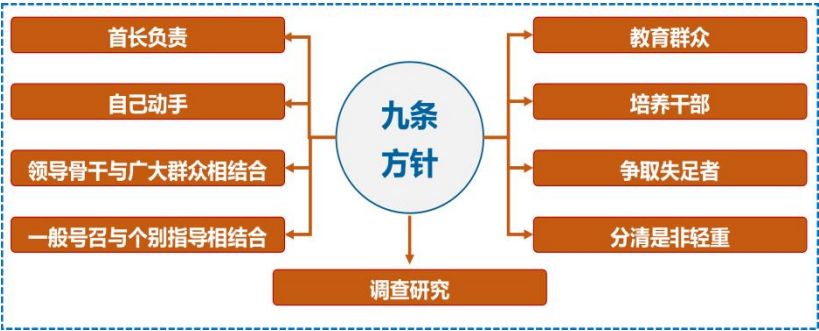 首长负责
自己动手
领导骨干与广大群众相结合
一般号召与个别指导相结合
九条
方针
教育群众
培养干部
争取失足者
分清是非轻重
调查研究